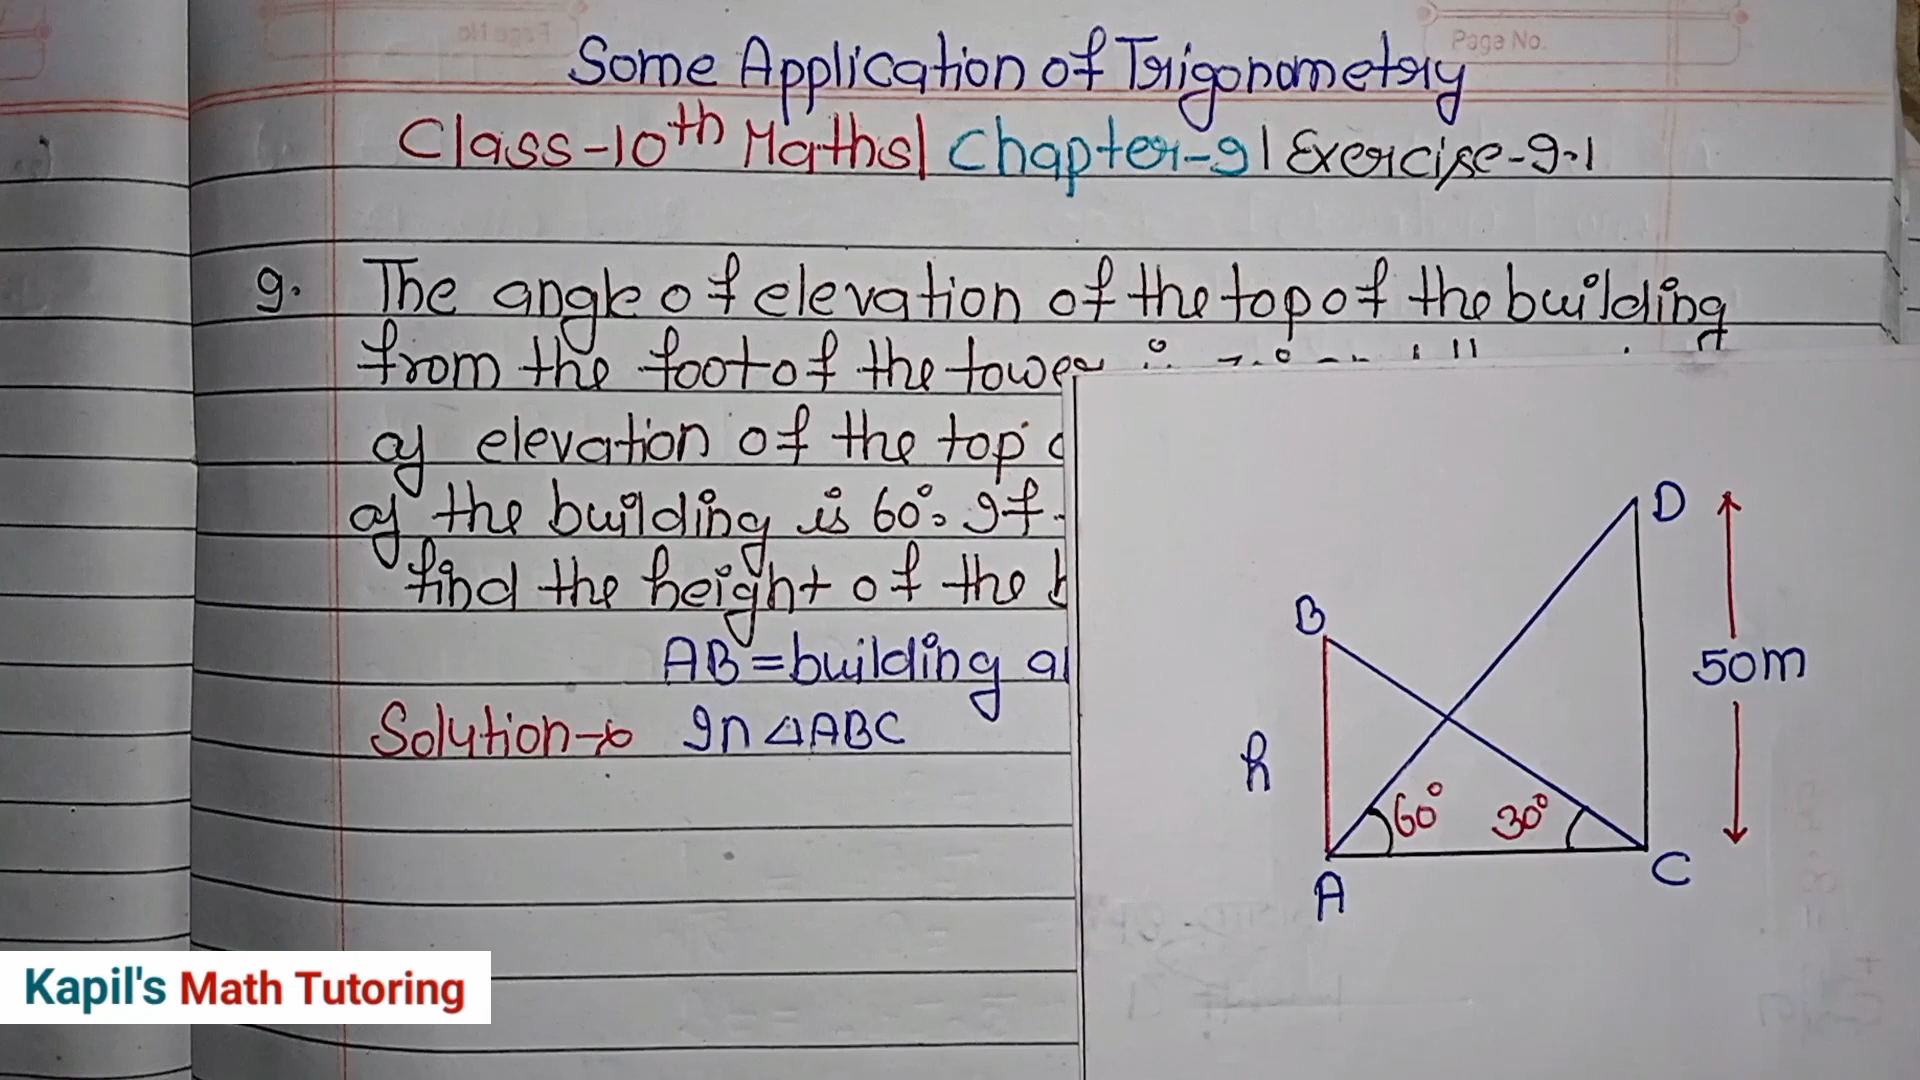 Page No.
Some Application of Trigonometry
Class-10th Maths| Chapter-9| Exercise-9.1
9. The angle of elevation of the top of the building
from the foot of the tower
of elevation of the top
of the building is 60°. If
find the height of the
AB=building
Solution→ In △ABC
B
D
50m
h
60° 30°
A
C
Kapil's Math Tutoring